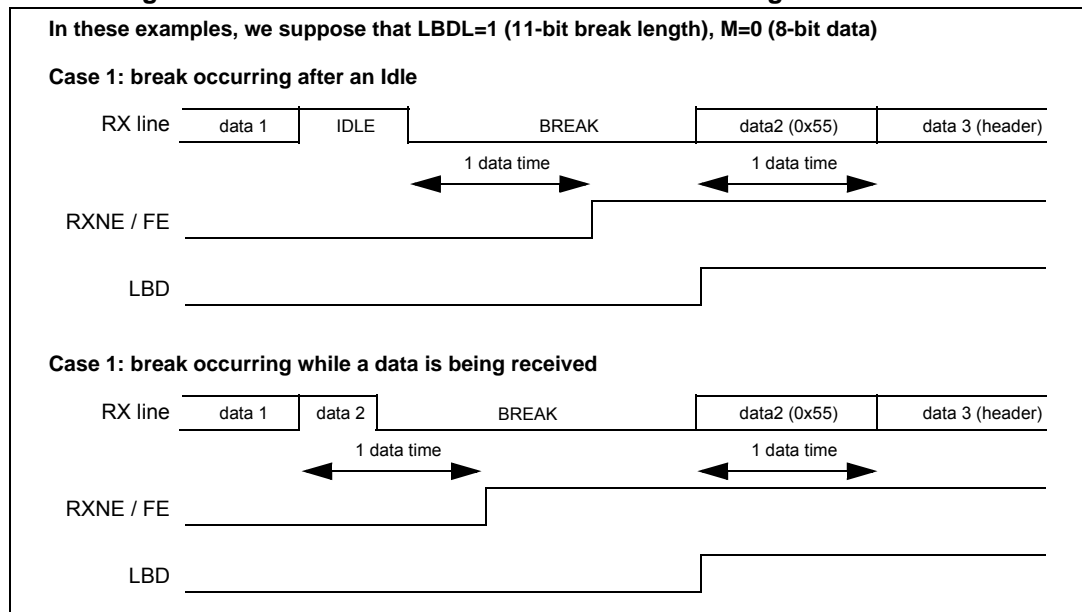 In these examples, we suppose that LBDL=1 (11-bit break length), M=0 (8-bit data)
Case 1: break occurring after an Idle
RX line data 1 IDLE BREAK data2 (0x55) data 3 (header)
1 data time 1 data time
RXNE / FE
LBD
Case 1: break occurring while a data is being received
RX line data 1 data 2 BREAK data2 (0x55) data 3 (header)
1 data time 1 data time
RXNE / FE
LBD